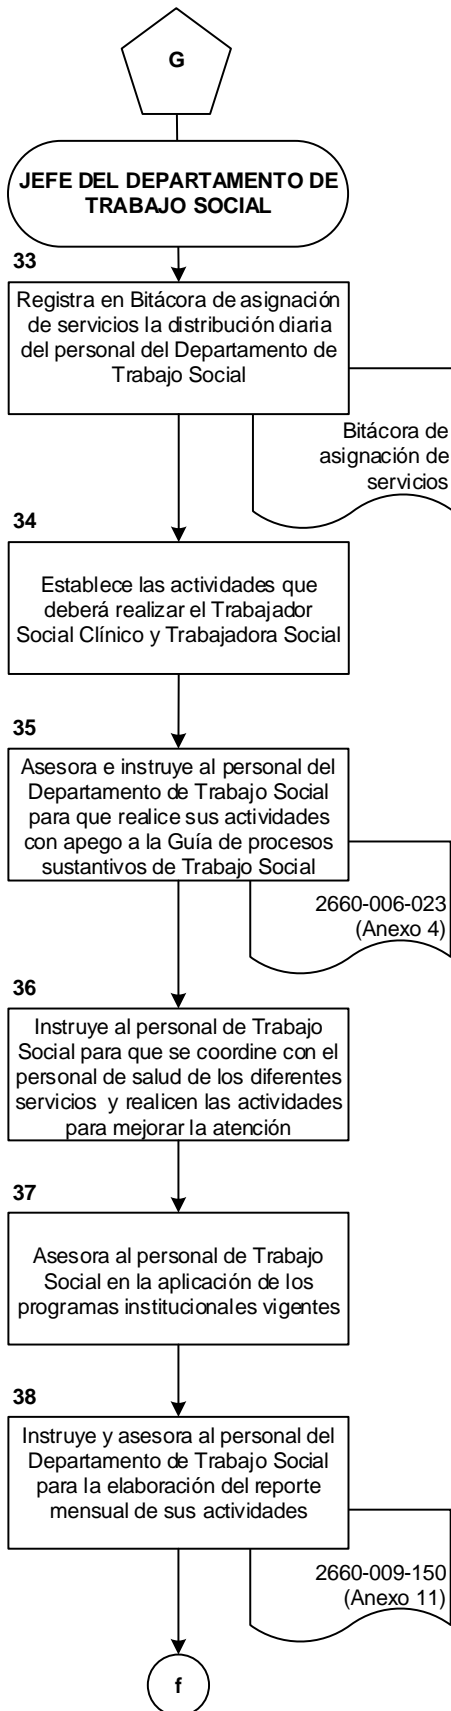 G
JEFE DEL DEPARTAMENTO DE
TRABAJO SOCIAL
33
Registra en Bitácora de asignación
de servicios la distribución diaria
del personal del Departamento de
Trabajo Social
Bitácora de
asignación de
servicios
34
Establece las actividades que
deberá realizar el Trabajador
Social Clínico y Trabajadora Social
35
Asesora e instruye al personal del
Departamento de Trabajo Social
para que realice sus actividades
con apego a la Guía de procesos
sustantivos de Trabajo Social
2660-006-023
(Anexo 4)
36
Instruye al personal de Trabajo
Social para que se coordine con el
personal de salud de los diferentes
servicios y realicen las actividades
para mejorar la atención
37
Asesora al personal de Trabajo
Social en la aplicación de los
programas institucionales vigentes
38
Instruye y asesora al personal del
Departamento de Trabajo Social
para la elaboración del reporte
mensual de sus actividades
2660-009-150
(Anexo 11)
f